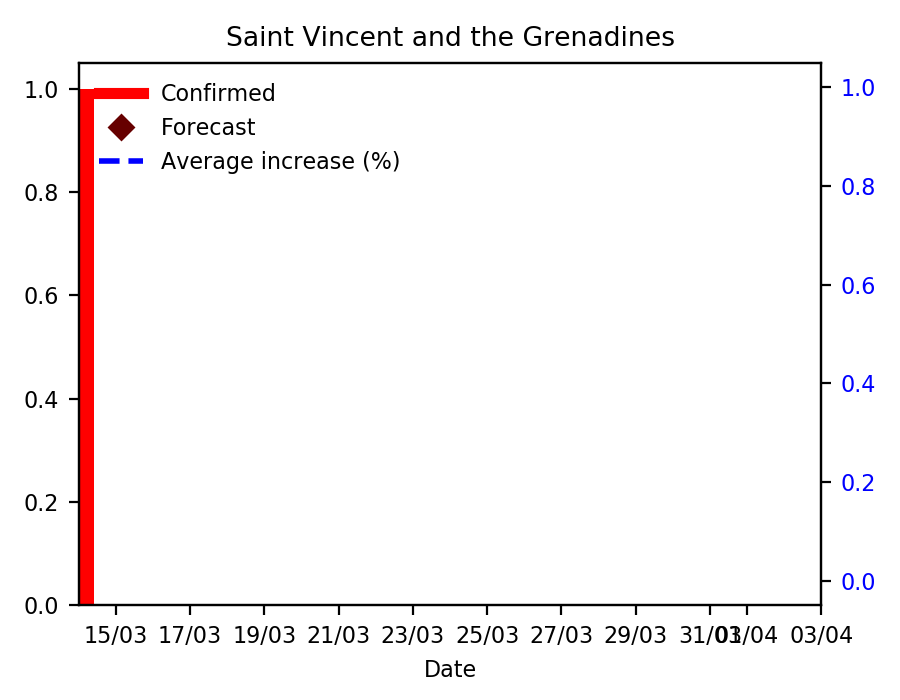 Saint Vincent and the Grenadines
Confirmed
Forecast
Average increase (%)
1.0
0.8
0.6
0.4
0.2
0.0
1.0
0.8
0.6
0.4
0.2
0.0
15/03 17/03 19/03 21/03 23/03 25/03 27/03 29/03 31/03 01/04 03/04
Date